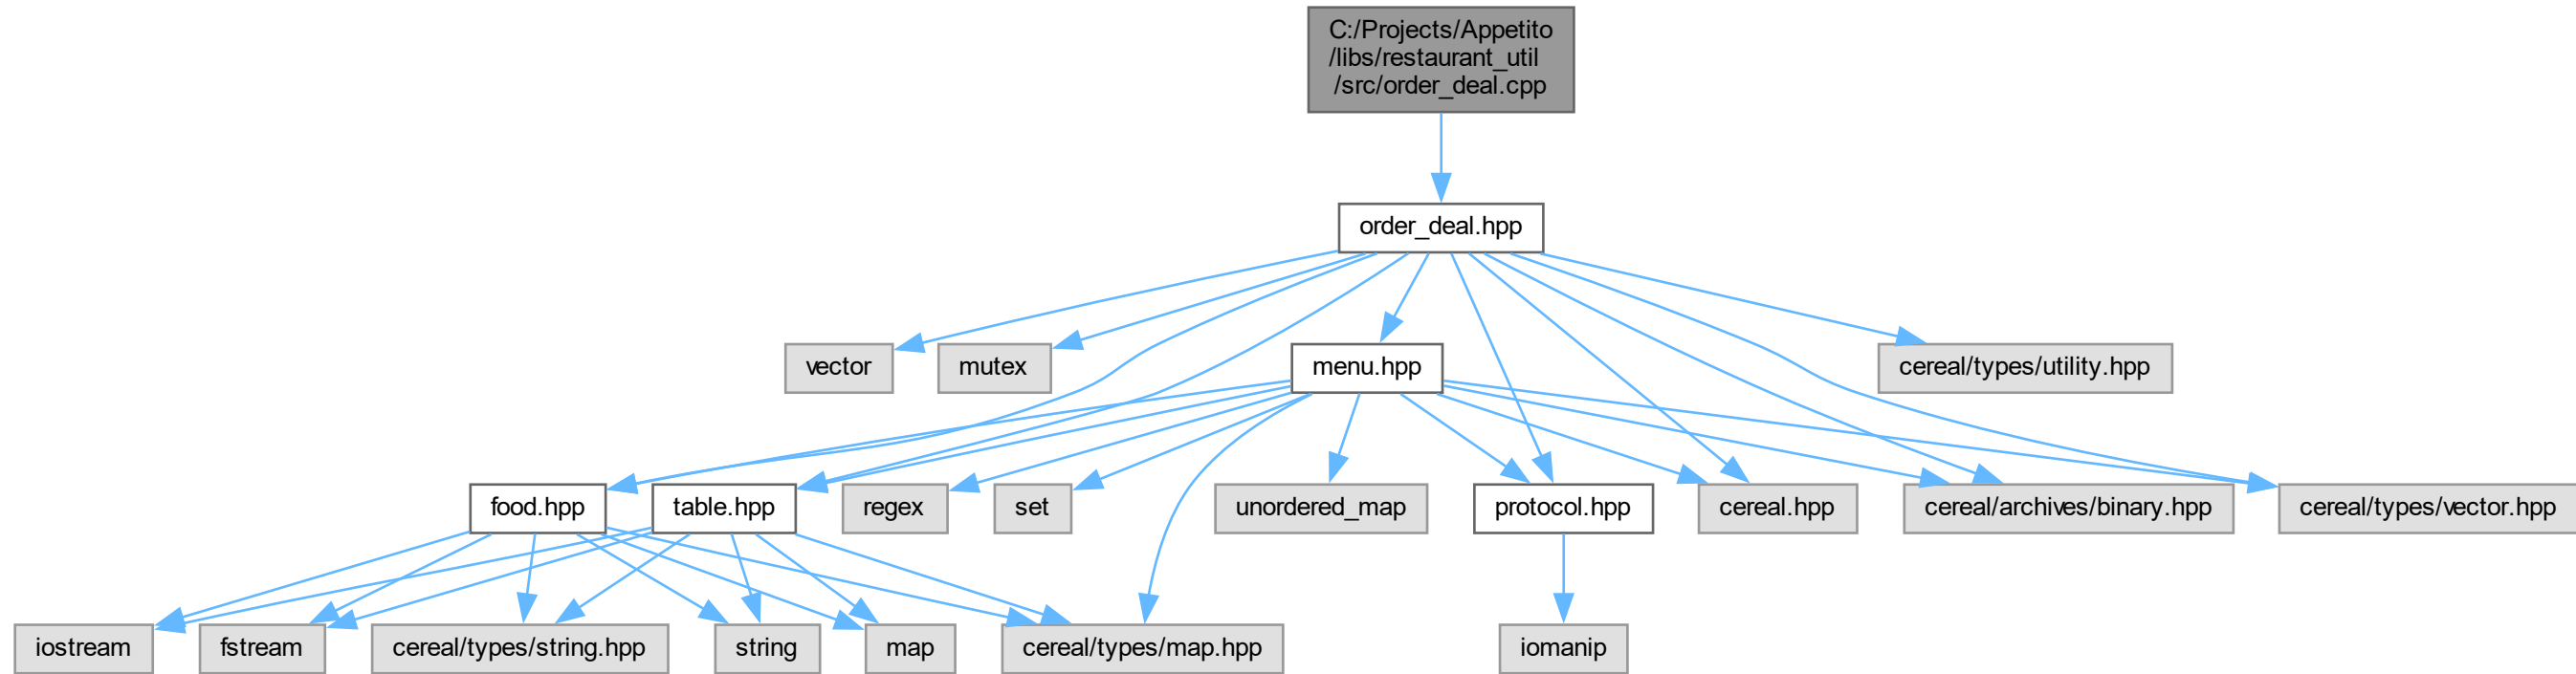 C:/Projects/Appetito
/libs/restaurant_util
/src/order_deal.cpp
order_deal.hpp
vector
mutex
menu.hpp
cereal/types/utility.hpp
food.hpp
table.hpp
regex
set
unordered_map
protocol.hpp
cereal.hpp
cereal/archives/binary.hpp
cereal/types/vector.hpp
iostream
fstream
cereal/types/string.hpp
string
map
cereal/types/map.hpp
iomanip